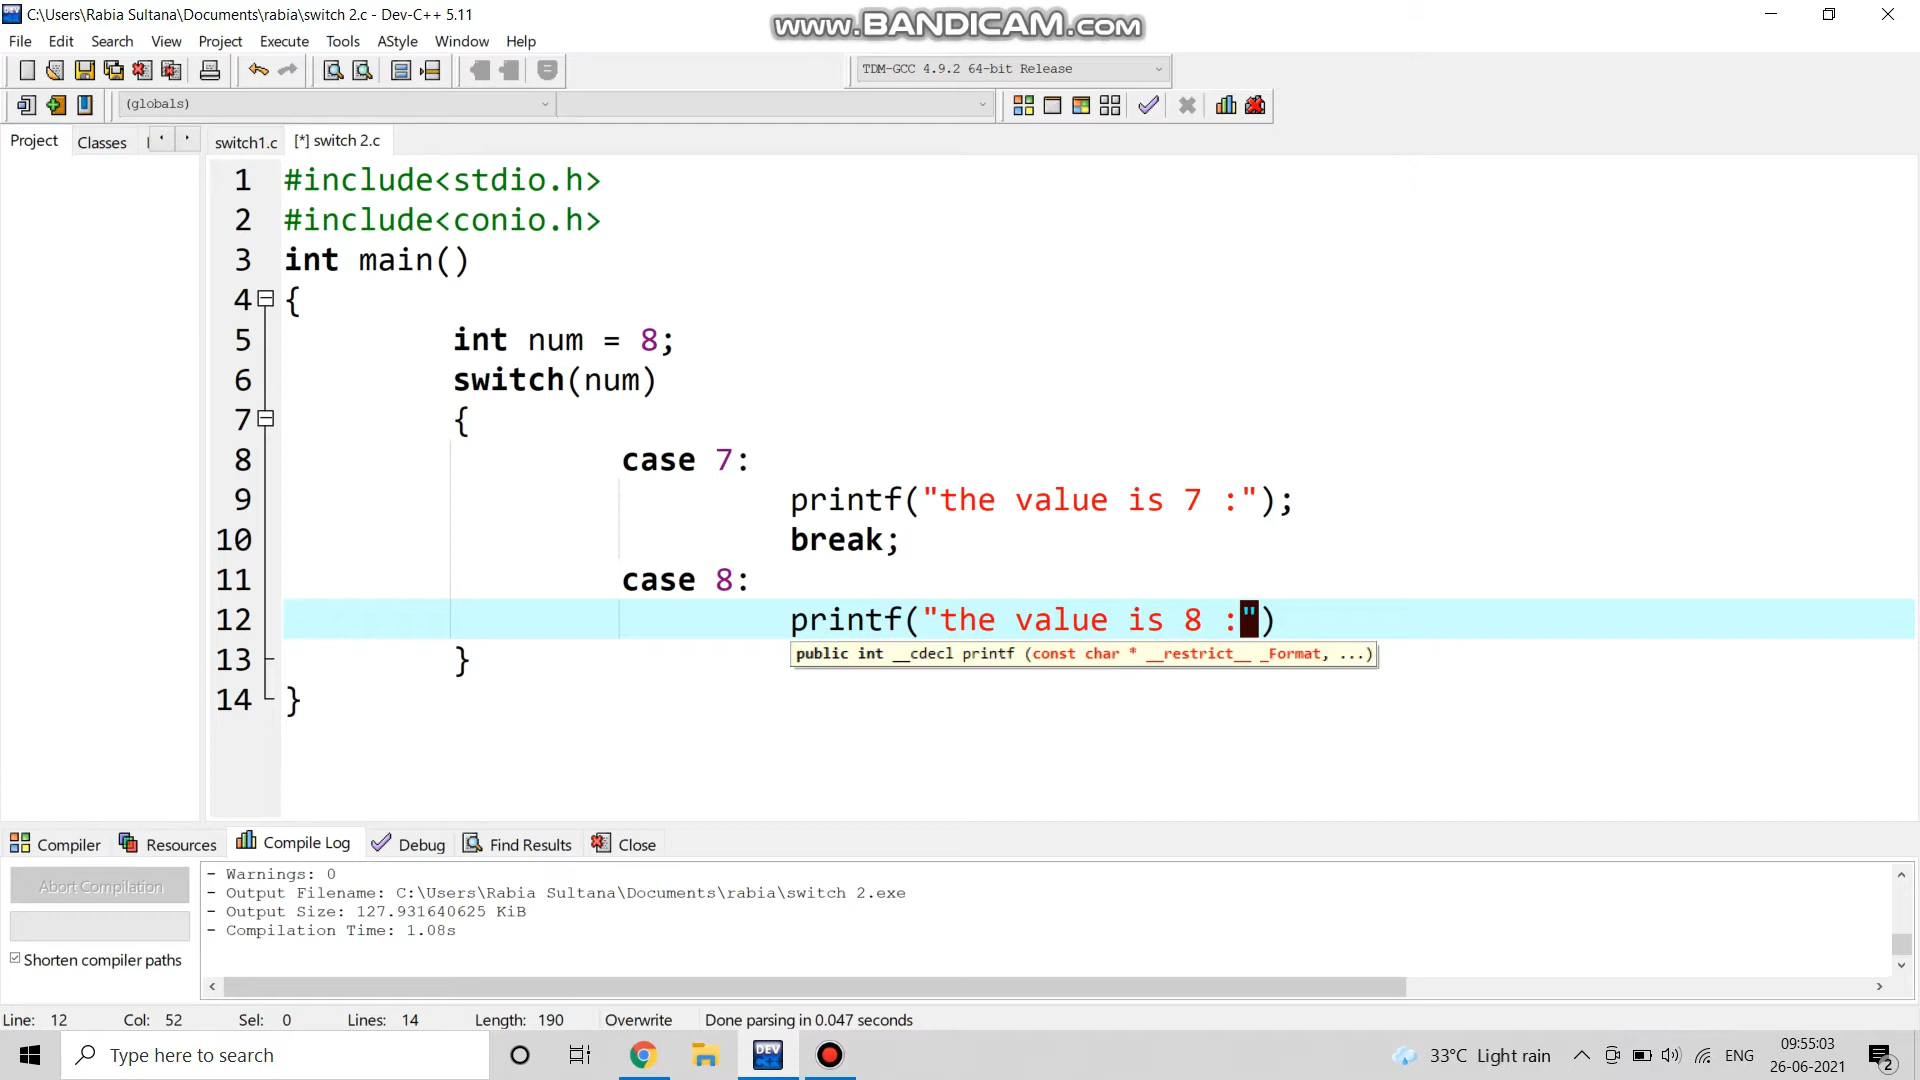 C:\Users\Rabia Sultana\Documents\rabia\switch 2.c - Dev-C++ 5.11
www.BANDICAM.com
File Edit Search View Project Execute Tools AStyle Window Help
TDM-GCC 4.9.2 64-bit Release
(globals)
Project Classes switch1.c [*] switch 2.c
1 #include<stdio.h>
2 #include<conio.h>
3 int main()
4 {
5 int num = 8;
6 switch(num)
7 {
8 case 7:
9 printf("the value is 7 :");
10 break;
11 case 8:
12 printf("the value is 8 :")
public int __cdecl printf (const char * __restrict__ _Format, ...)
13 }
14 }
Compiler Resources Compile Log Debug Find Results Close
Abort Compilation
Shorten compiler paths
- Warnings: 0
- Output Filename: C:\Users\Rabia Sultana\Documents\rabia\switch 2.exe
- Output Size: 127.931640625 KiB
- Compilation Time: 1.08s
Line: 12 Col: 52 Sel: 0 Lines: 14 Length: 190 Overwrite Done parsing in 0.047 seconds
Type here to search
DEV C++
33°C Light rain
ENG
09:55:03
26-06-2021
2